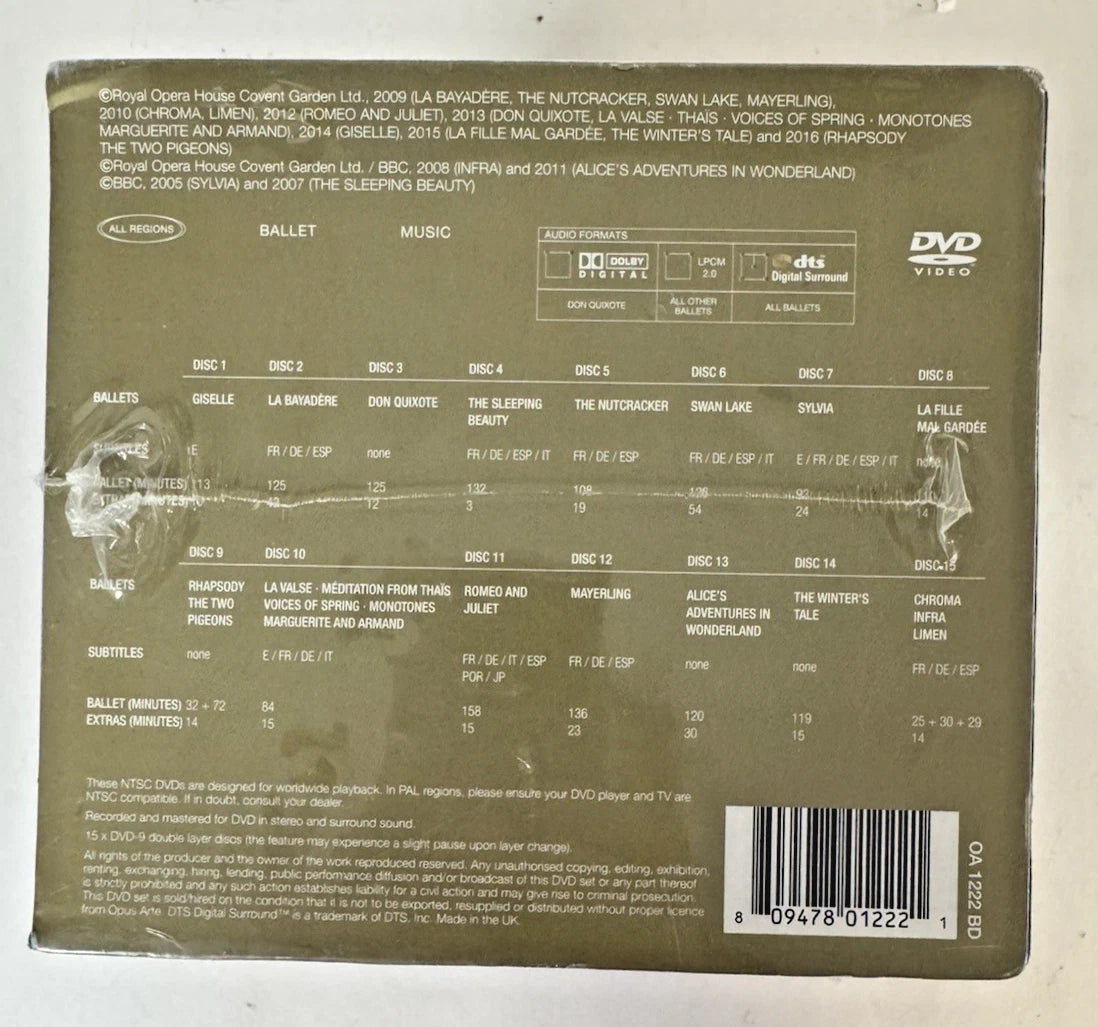 ©Royal Opera House Covent Garden Ltd., 2009 (LA BAYADÈRE, THE NUTCRACKER, SWAN LAKE, MAYERLING),
2010 (CHROMA, LIMEN), 2012 (ROMEO AND JULIET), 2013 (DON QUIXOTE, LA VALSE · THAÏS · VOICES OF SPRING · MONOTONES
MARGUERITE AND ARMAND), 2014 (GISELLE), 2015 (LA FILLE MAL GARDÉE, THE WINTER'S TALE) and 2016 (RHAPSODY
THE TWO PIGEONS)
©Royal Opera House Covent Garden Ltd. / BBC, 2008 (INFRA) and 2011 (ALICE'S ADVENTURES IN WONDERLAND)
©BBC, 2005 (SYLVIA) and 2007 (THE SLEEPING BEAUTY)
ALL REGIONS BALLET MUSIC
AUDIO FORMATS
DOLBY DIGITAL LPCM 2.0 dts Digital Surround
DON QUIXOTE ALL OTHER BALLETS ALL BALLETS
DVD VIDEO
DISC 1 DISC 2 DISC 3 DISC 4 DISC 5 DISC 6 DISC 7 DISC 8
BALLETS GISELLE LA BAYADÈRE DON QUIXOTE THE SLEEPING BEAUTY THE NUTCRACKER SWAN LAKE SYLVIA LA FILLE MAL GARDÉE
SUBTITLES E FR / DE / ESP none FR / DE / ESP / IT FR / DE / ESP FR / DE / ESP / IT E / FR / DE / ESP / IT none
BALLET (MINUTES) 113 125 125 132 108
EXTRAS (MINUTES) 12 3 19 54 24 14
DISC 9 DISC 10 DISC 11 DISC 12 DISC 13 DISC 14 DISC 15
BALLETS RHAPSODY LA VALSE · MÉDITATION FROM THAÏS ROMEO AND MAYERLING ALICE'S THE WINTER'S CHROMA
THE TWO VOICES OF SPRING · MONOTONES JULIET ADVENTURES IN TALE INFRA
PIGEONS MARGUERITE AND ARMAND WONDERLAND LIMEN
SUBTITLES none E / FR / DE / IT FR / DE / IT / ESP FR / DE / ESP none none FR / DE / ESP
POR / JP
BALLET (MINUTES) 32 + 72 84 158 136 120 119 25 + 30 + 29
EXTRAS (MINUTES) 14 15 15 23 30 15 14
These NTSC DVDs are designed for worldwide playback. In PAL regions, please ensure your DVD player and TV are
NTSC compatible. If in doubt, consult your dealer.
Recorded and mastered for DVD in stereo and surround sound.
15 x DVD-9 double layer discs (the feature may experience a slight pause upon layer change).
All rights of the producer and the owner of the work reproduced reserved. Any unauthorised copying, editing, exhibition,
renting, exchanging, hiring, lending, public performance diffusion and/or broadcast of this DVD set or any part thereof
is strictly prohibited and any such action establishes liability for a civil action and may give rise to criminal prosecution.
This DVD set is sold/hired on the condition that it is not to be exported, resupplied or distributed without proper licence
from Opus Arte. DTS Digital Surround™ is a trademark of DTS, Inc. Made in the UK.
8 09478 01222 1
OA 1222 BD